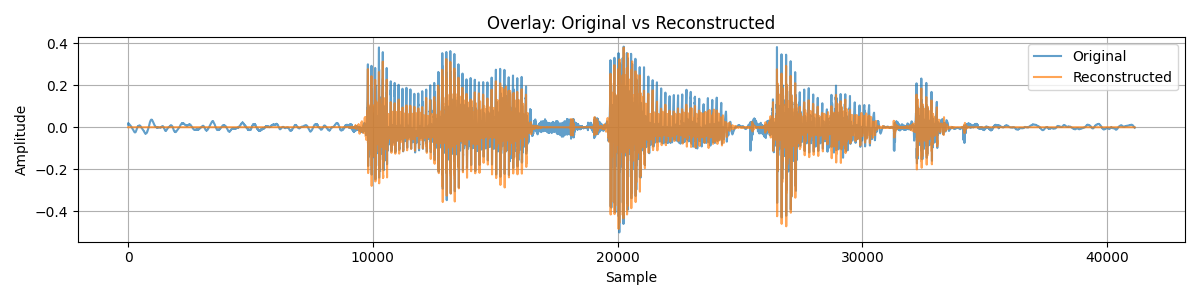 Overlay: Original vs Reconstructed
0.4
0.2
0.0
−0.2
−0.4
Amplitude
Original
Reconstructed
0 10000 20000 30000 40000
Sample